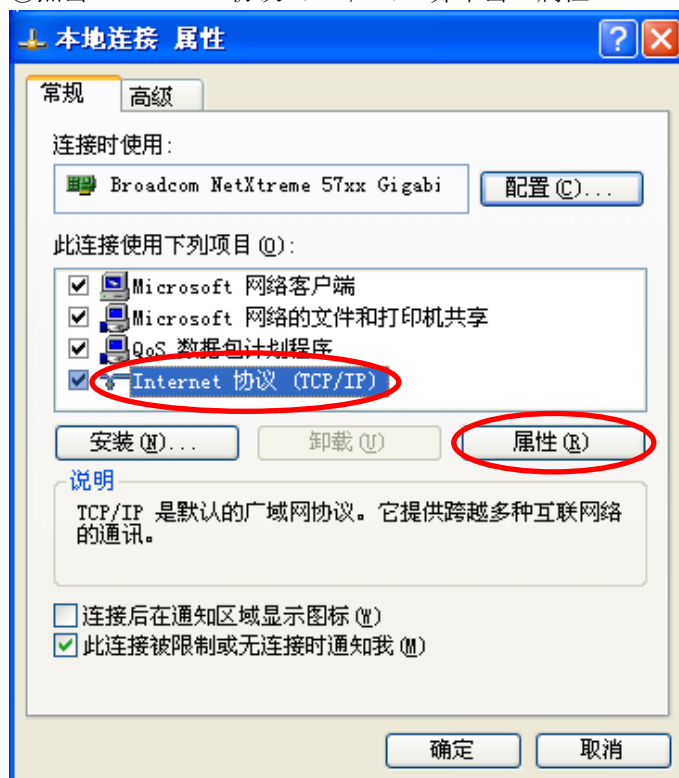 本地连接 属性
常规 高级
连接时使用:
Broadcom NetXtreme 57xx Gigabi 配置(C)...
此连接使用下列项目(O):
Microsoft 网络客户端
Microsoft 网络的文件和打印机共享
QoS 数据包计划程序
Internet 协议 (TCP/IP)
安装(N)... 卸载(U) 属性(R)
说明
TCP/IP 是默认的广域网协议。它提供跨越多种互联网络
的通讯。
连接后在通知区域显示图标(W)
此连接被限制或无连接时通知我(M)
确定 取消